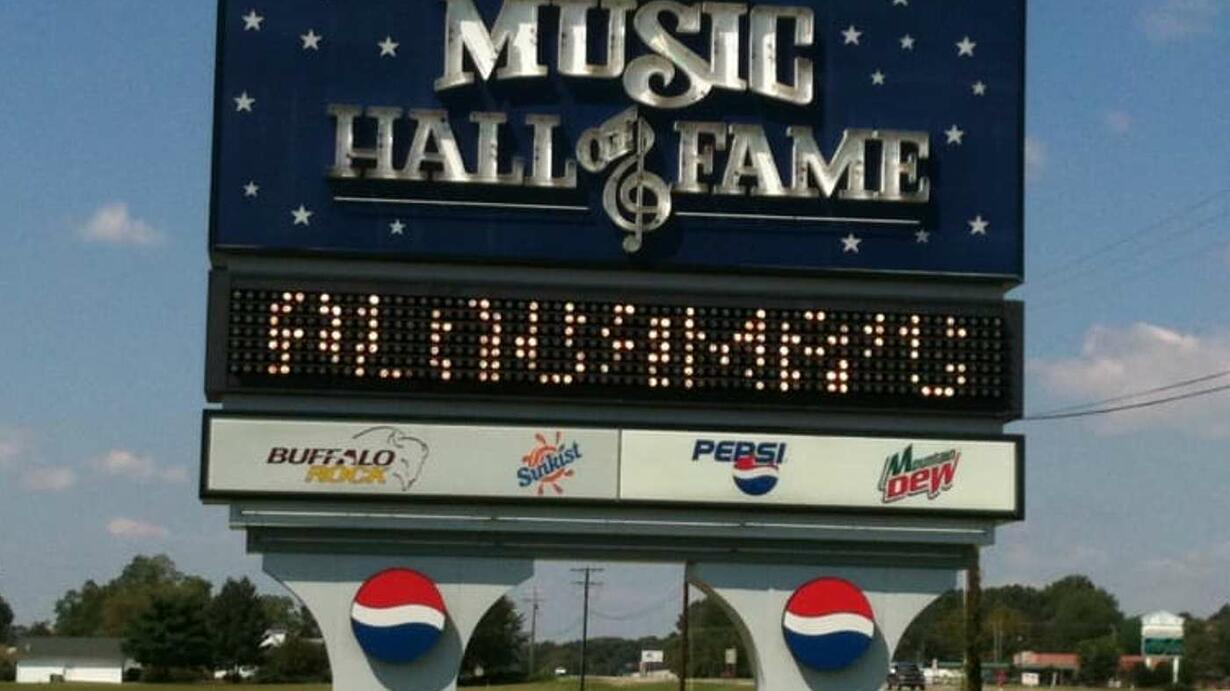 MUSIC
HALL OF FAME
BUFFALO ROCK Sunkist PEPSI Mountain Dew